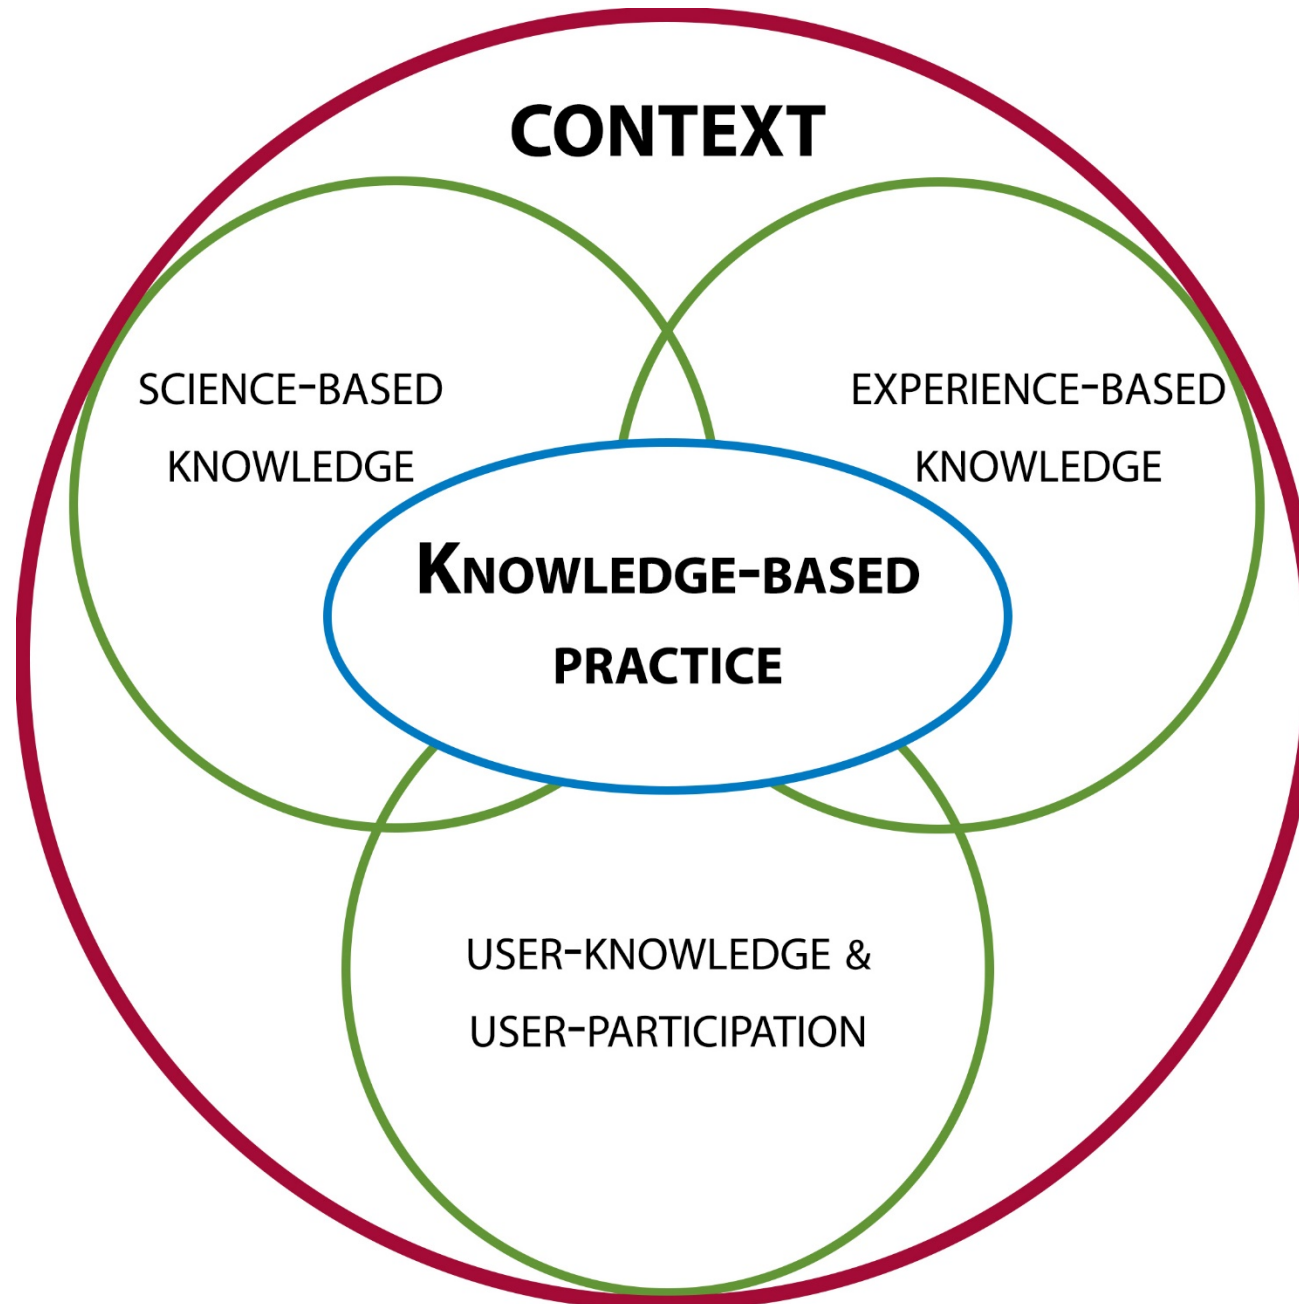 CONTEXT
SCIENCE-BASED
KNOWLEDGE
EXPERIENCE-BASED
KNOWLEDGE
KNOWLEDGE-BASED
PRACTICE
USER-KNOWLEDGE &
USER-PARTICIPATION